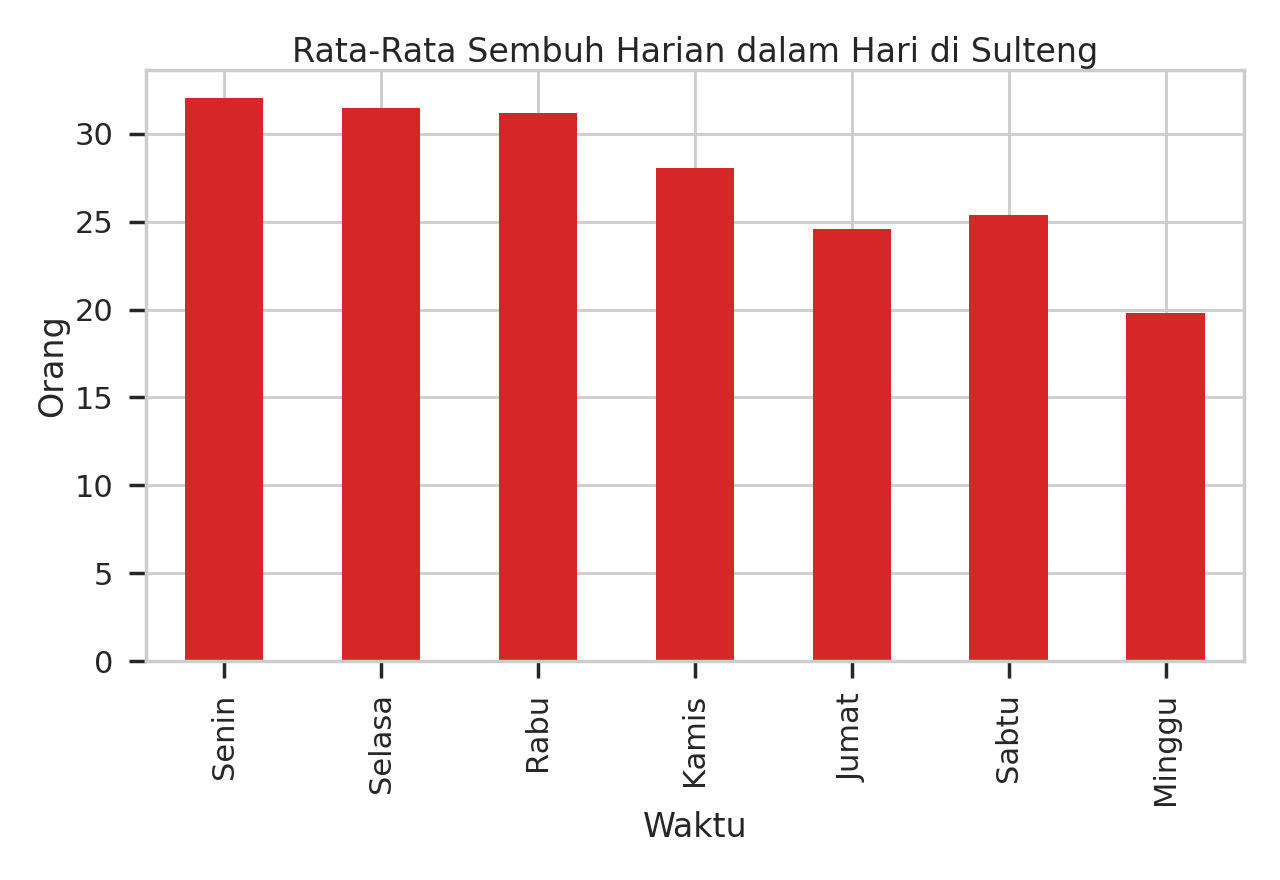 Rata-Rata Sembuh Harian dalam Hari di Sulteng
Orang
30
25
20
15
10
5
0
Senin
Selasa
Rabu
Kamis
Jumat
Sabtu
Minggu
Waktu